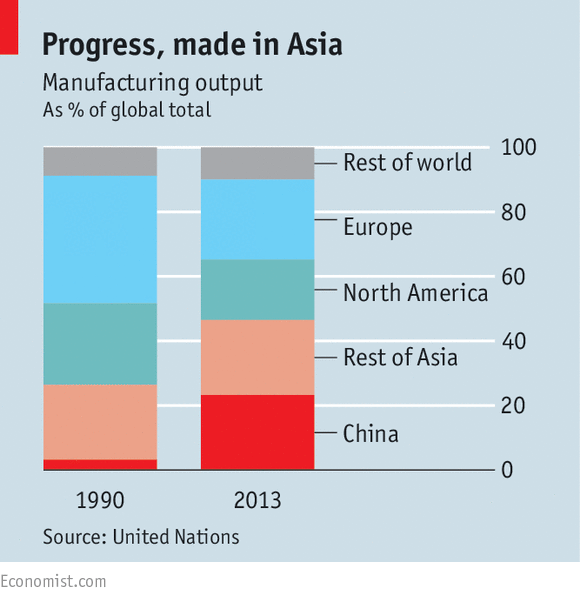 Progress, made in Asia
Manufacturing output
As % of global total
100
Rest of world
80
Europe
60
North America
40
Rest of Asia
20
China
0
1990 2013
Source: United Nations
Economist.com